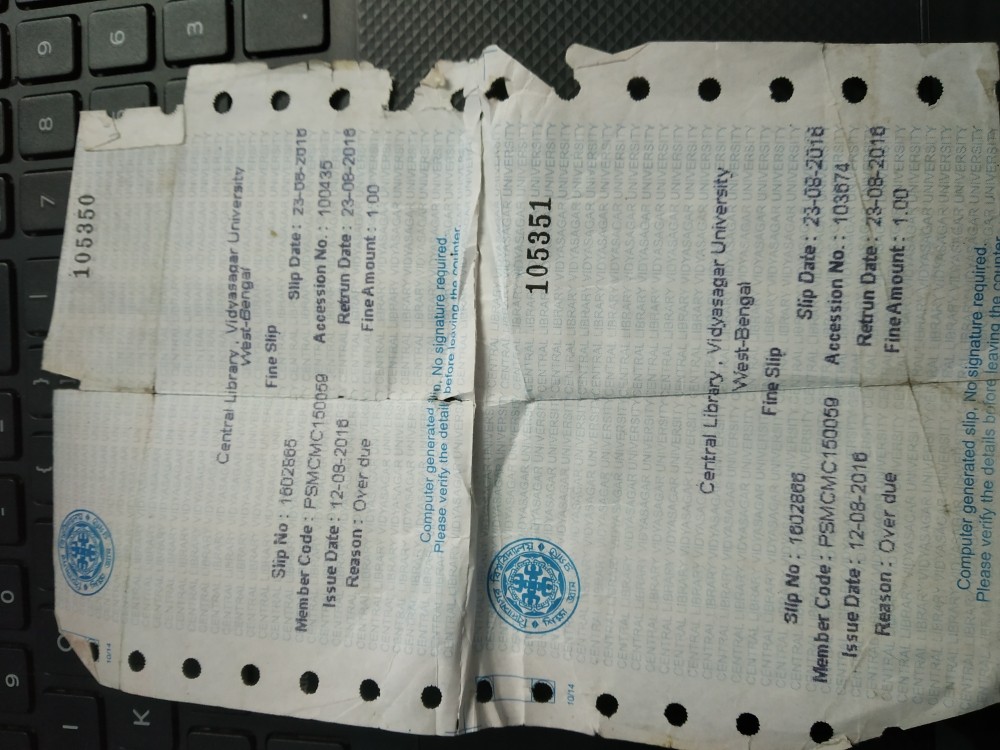 105350
Central Library , Vidyasagar University
West-Bengal
Fine Slip
Slip No : 1602865 Slip Date : 23-08-2016
Member Code : PSMCMC150059 Accession No. : 100435
Issue Date : 12-08-2016 Retrun Date : 23-08-2016
Reason : Over due Fine Amount : 1.00
Computer generated slip. No signature required.
Please verify the details before leaving the counter.
10/14
105351
Central Library , Vidyasagar University
West-Bengal
Fine Slip
Slip No : 1602866 Slip Date : 23-08-2016
Member Code : PSMCMC150059 Accession No. : 103674
Issue Date : 12-08-2016 Retrun Date : 23-08-2016
Reason : Over due Fine Amount : 1.00
Computer generated slip. No signature required.
Please verify the details before leaving the counter
10/14